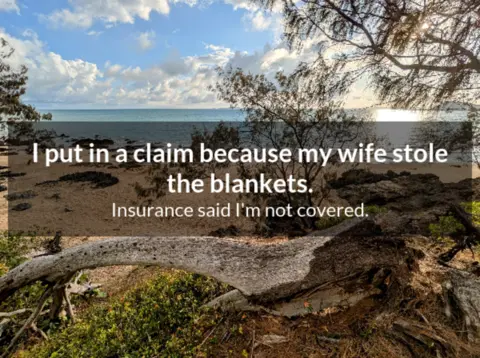 I put in a claim because my wife stole
the blankets.
Insurance said I'm not covered.